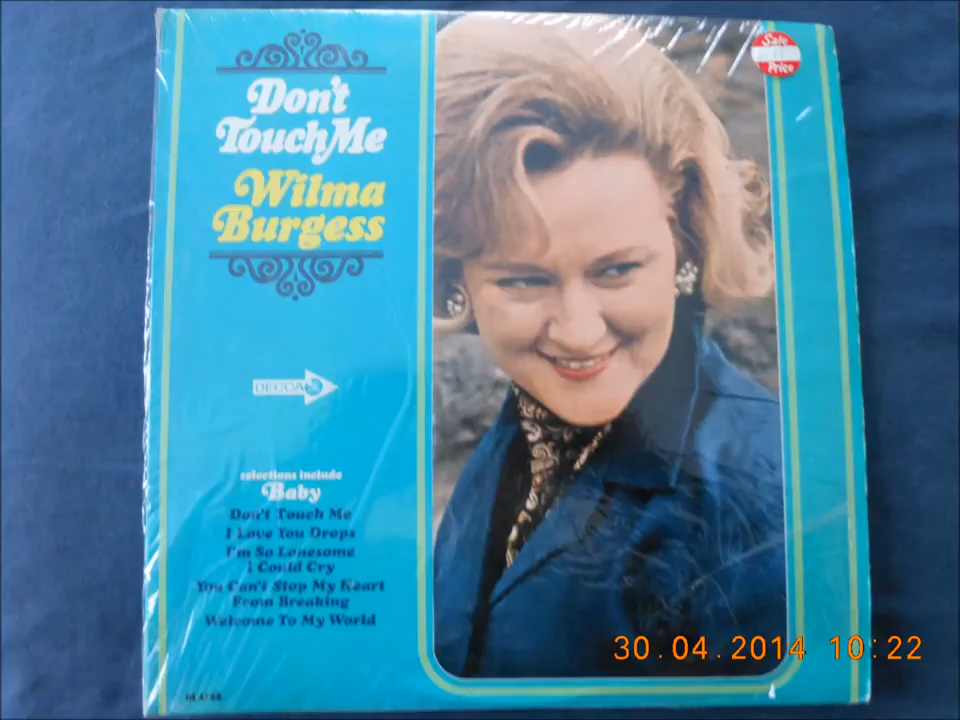 Don't
Touch Me
Wilma
Burgess
Sale
Price
DECCA
selections include
Baby
Don't Touch Me
I Love You Drops
I'm So Lonesome
I Could Cry
You Can't Stop My Heart
From Breaking
Welcome To My World
30.04.2014 10:22